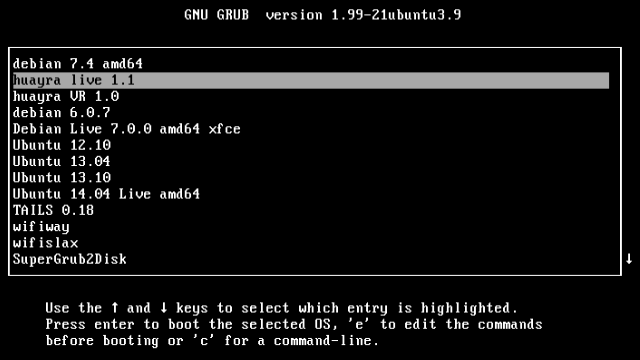 GNU GRUB  version 1.99-21ubuntu3.9
debian 7.4 amd64
huayra live 1.1
huayra VR 1.0
debian 6.0.7
Debian Live 7.0.0 amd64 xfce
Ubuntu 12.10
Ubuntu 13.04
Ubuntu 13.10
Ubuntu 14.04 Live amd64
TAILS 0.18
wifiway
wifislax
SuperGrub2Disk
↓
Use the ↑ and ↓ keys to select which entry is highlighted.
Press enter to boot the selected OS, 'e' to edit the commands
before booting or 'c' for a command-line.